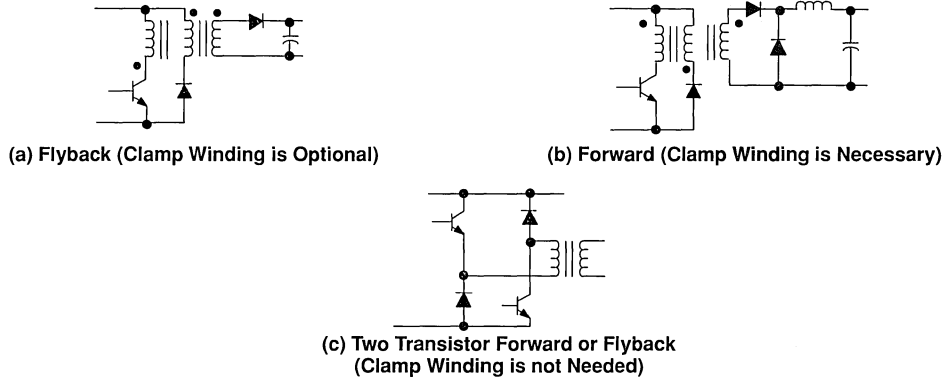 (a) Flyback (Clamp Winding is Optional)
(b) Forward (Clamp Winding is Necessary)
(c) Two Transistor Forward or Flyback
(Clamp Winding is not Needed)